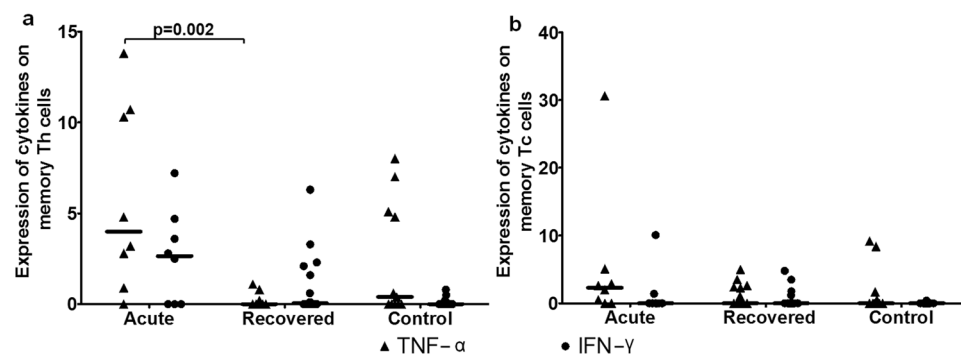 a
p=0.002
Expression of cytokines on
memory Th cells
15
10
5
0
Acute Recovered Control
b
Expression of cytokines on
memory Tc cells
40
30
20
10
0
Acute Recovered Control
▲ TNF-α ● IFN-γ